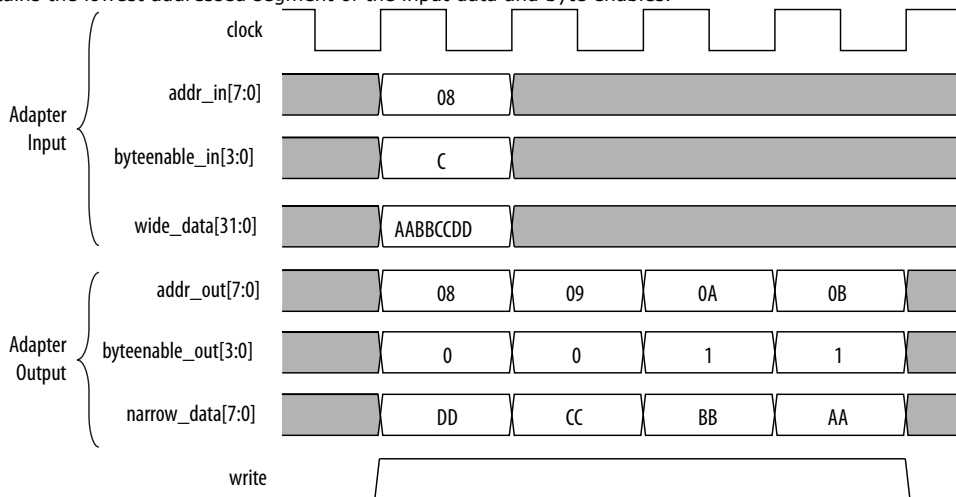 tains the lowest addressed segment of the input data and byte enables.
clock
Adapter
Input
addr_in[7:0] 08
byteenable_in[3:0] C
wide_data[31:0] AABBCCDD
Adapter
Output
addr_out[7:0] 08 09 0A 0B
byteenable_out[3:0] 0 0 1 1
narrow_data[7:0] DD CC BB AA
write